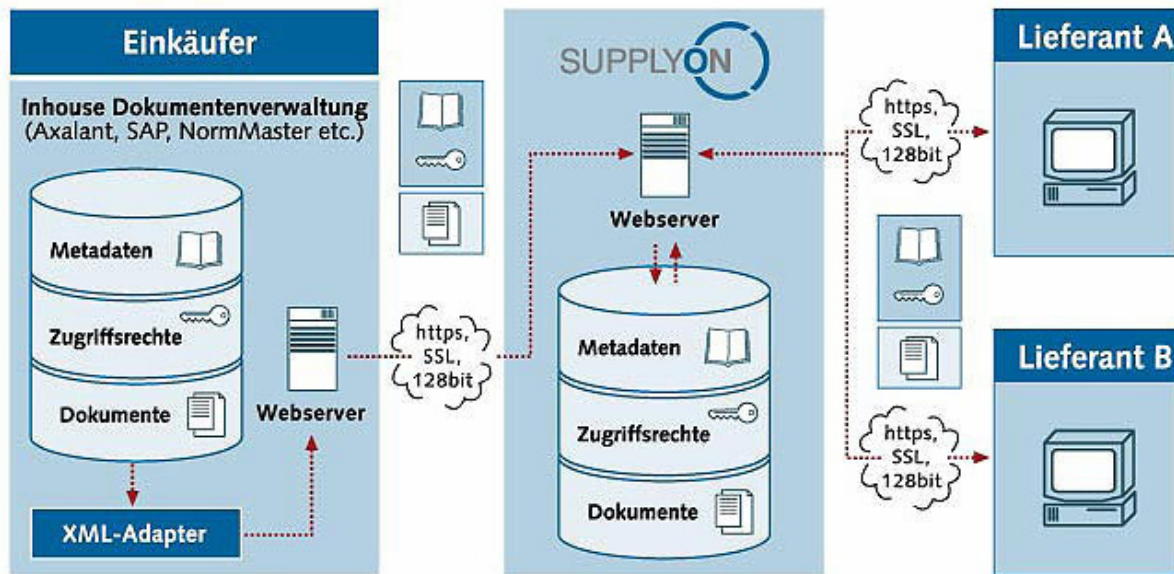 Einkäufer
Inhouse Dokumentenverwaltung
(Axalant, SAP, NormMaster etc.)
Metadaten
Zugriffsrechte
Dokumente
Webserver
XML-Adapter
https,
SSL,
128bit
SUPPLYON
Webserver
Metadaten
Zugriffsrechte
Dokumente
https,
SSL,
128bit
https,
SSL,
128bit
Lieferant A
Lieferant B